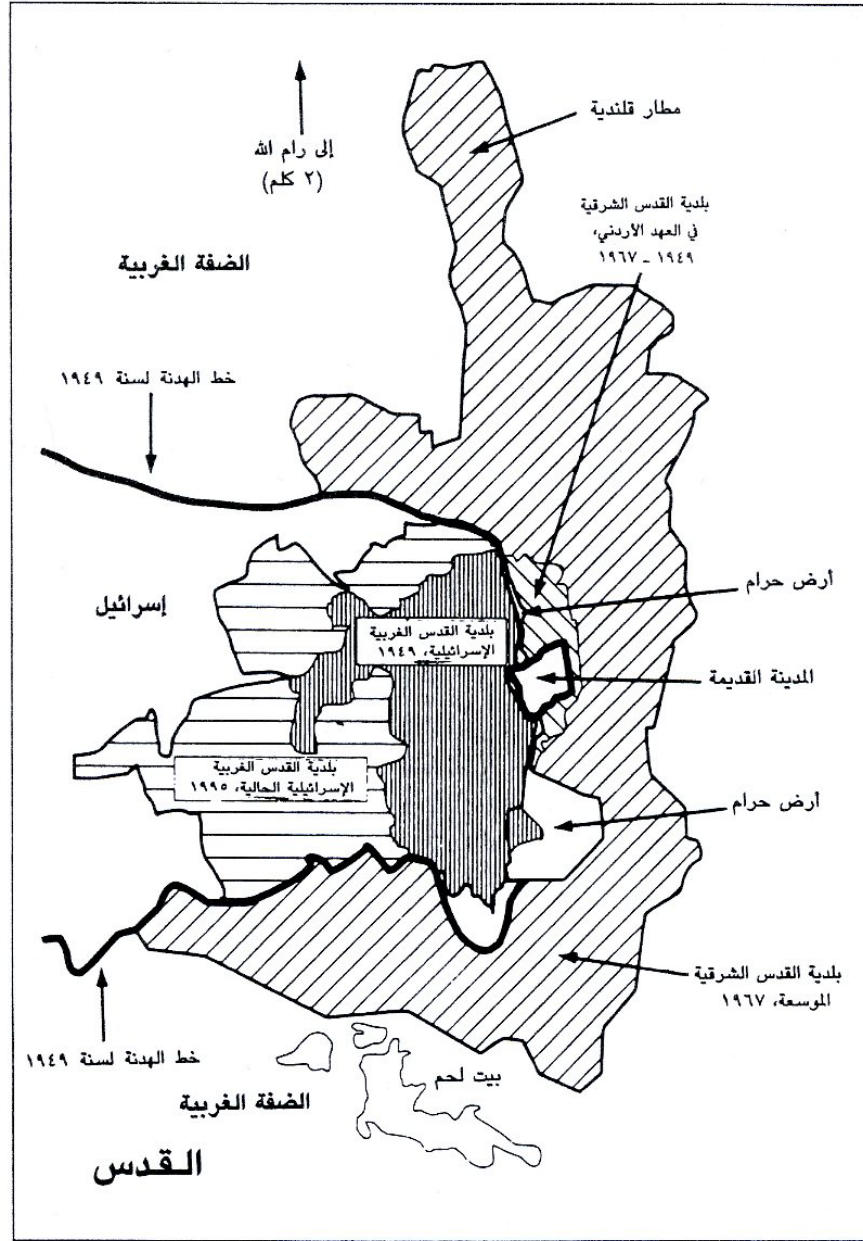 مطار قلندية
إلى رام الله
(٢ كلم)
بلدية القدس الشرقية
في العهد الأردني،
١٩٤٩ - ١٩٦٧
الضفة الغربية
خط الهدنة لسنة ١٩٤٩
أرض حرام
إسرائيل
بلدية القدس الغربية
الإسرائيلية، ١٩٤٩
المدينة القديمة
بلدية القدس الغربية
الإسرائيلية الحالية، ١٩٩٥
أرض حرام
بلدية القدس الشرقية
الموسعة، ١٩٦٧
خط الهدنة لسنة ١٩٤٩
بيت لحم
الضفة الغربية
القدس